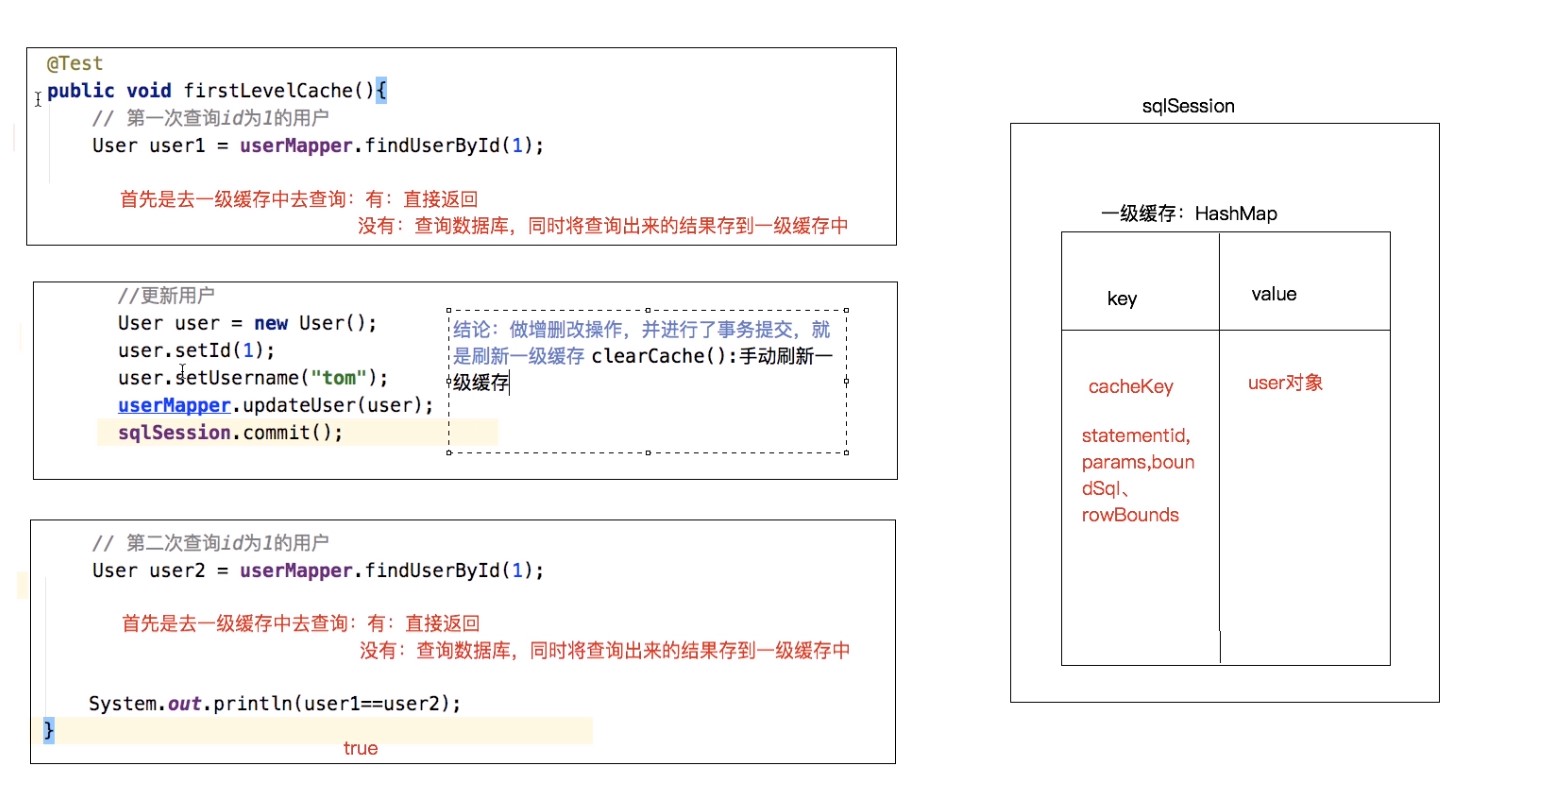 @Test
public void firstLevelCache(){
// 第一次查询id为1的用户
User user1 = userMapper.findUserById(1);
首先是去一级缓存中去查询：有：直接返回
没有：查询数据库，同时将查询出来的结果存到一级缓存中
//更新用户
User user = new User();
user.setId(1);
user.setUsername("tom");
userMapper.updateUser(user);
sqlSession.commit();
结论：做增删改操作，并进行了事务提交，就
是刷新一级缓存 clearCache():手动刷新一
级缓存
// 第二次查询id为1的用户
User user2 = userMapper.findUserById(1);
首先是去一级缓存中去查询：有：直接返回
没有：查询数据库，同时将查询出来的结果存到一级缓存中
System.out.println(user1==user2);
}
true
sqlSession
一级缓存：HashMap
key
value
cacheKey
user对象
statementid,
params,boun
dSql、
rowBounds